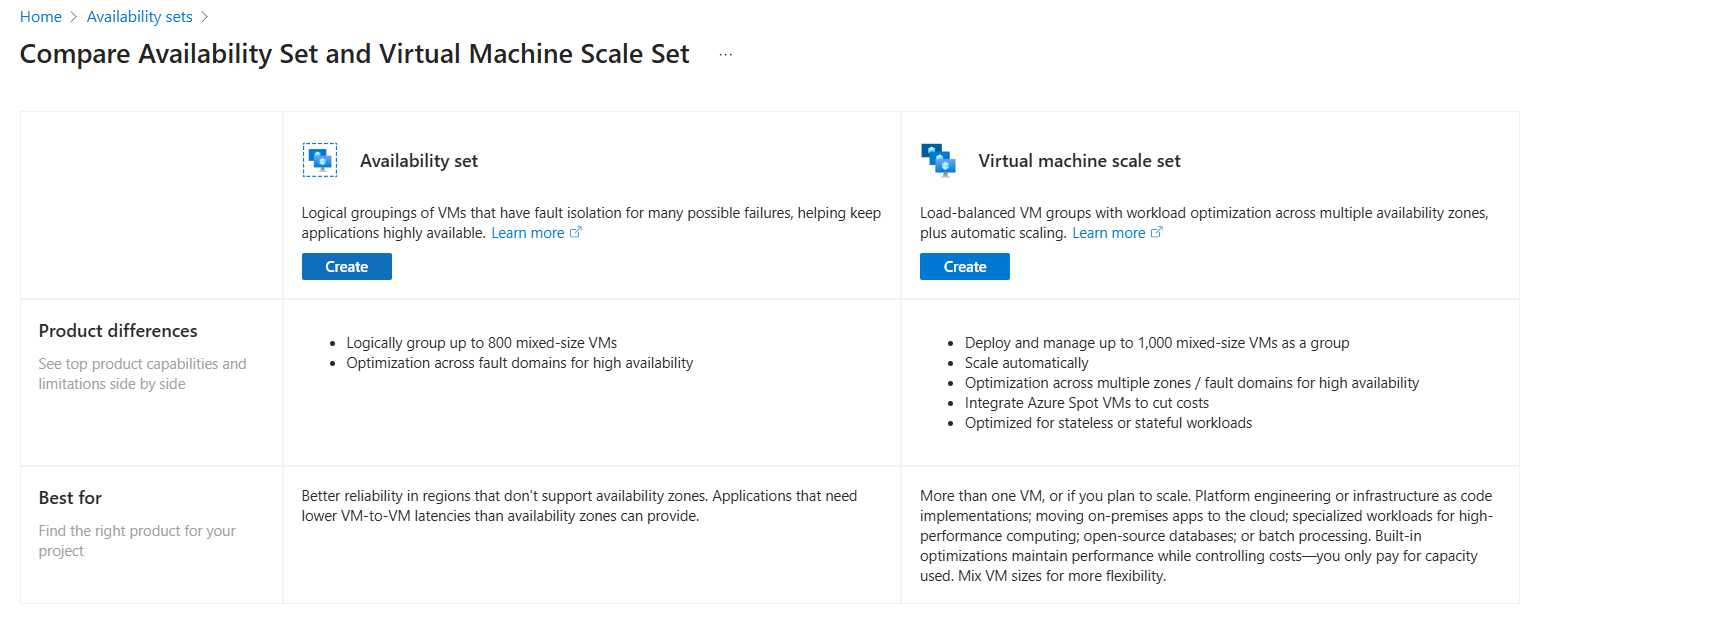 Home > Availability sets >
Compare Availability Set and Virtual Machine Scale Set ...
Availability set
Logical groupings of VMs that have fault isolation for many possible failures, helping keep
applications highly available. Learn more
Create
Virtual machine scale set
Load-balanced VM groups with workload optimization across multiple availability zones,
plus automatic scaling. Learn more
Create
Product differences
See top product capabilities and
limitations side by side
• Logically group up to 800 mixed-size VMs
• Optimization across fault domains for high availability
• Deploy and manage up to 1,000 mixed-size VMs as a group
• Scale automatically
• Optimization across multiple zones / fault domains for high availability
• Integrate Azure Spot VMs to cut costs
• Optimized for stateless or stateful workloads
Best for
Find the right product for your
project
Better reliability in regions that don't support availability zones. Applications that need
lower VM-to-VM latencies than availability zones can provide.
More than one VM, or if you plan to scale. Platform engineering or infrastructure as code
implementations; moving on-premises apps to the cloud; specialized workloads for high-
performance computing; open-source databases; or batch processing. Built-in
optimizations maintain performance while controlling costs—you only pay for capacity
used. Mix VM sizes for more flexibility.